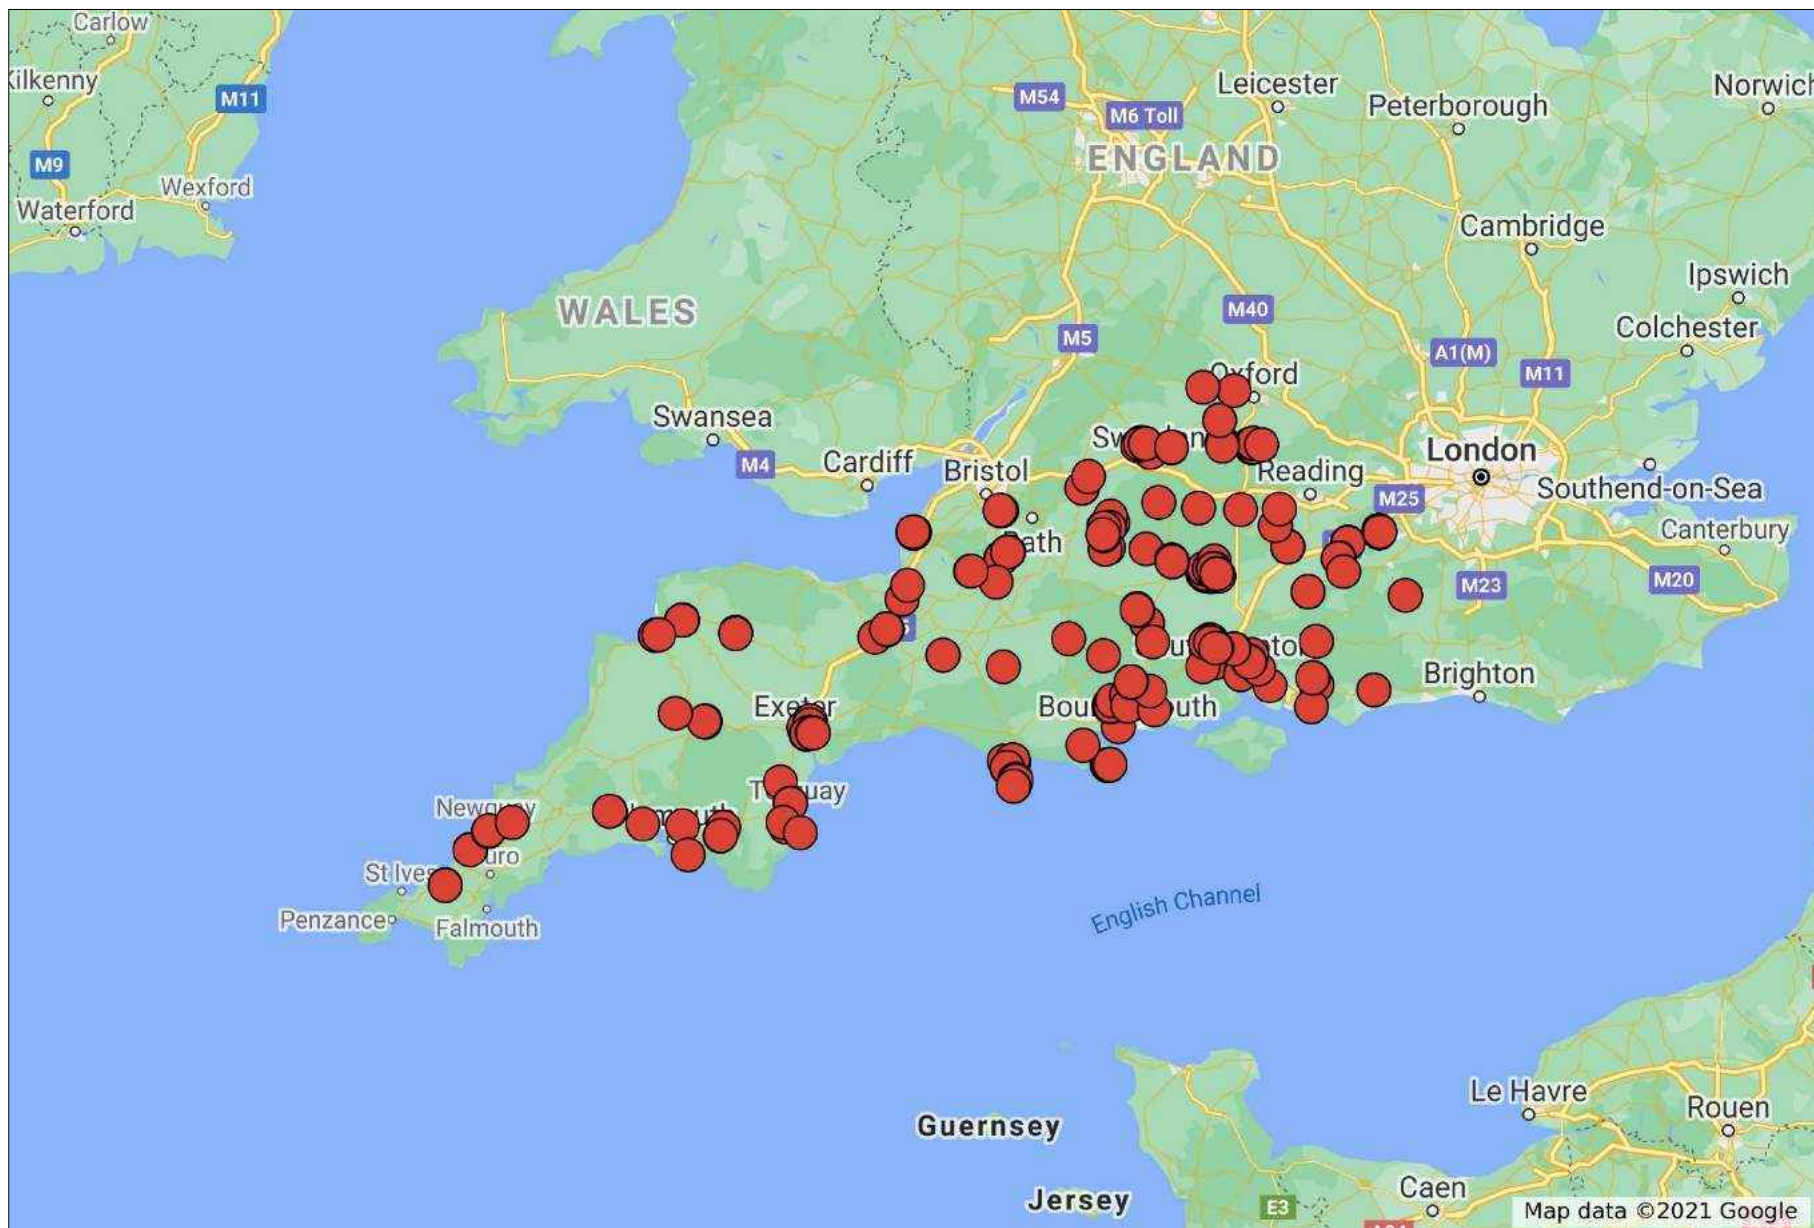 Carlow
Kilkenny
M11
M9
Wexford
Waterford
M54
M6 Toll
Leicester
Peterborough
Norwich
ENGLAND
Cambridge
Ipswich
WALES
M40
M5
Colchester
A1(M)
M11
Oxford
Swansea
M4
Cardiff
Bristol
Reading
London
M25
Southend-on-Sea
Canterbury
Bath
M23
M20
Exeter
Brighton
Newquay
St Ives
Penzance
Falmouth
English Channel
Guernsey
Jersey
Le Havre
Rouen
Caen
E3
Map data ©2021 Google